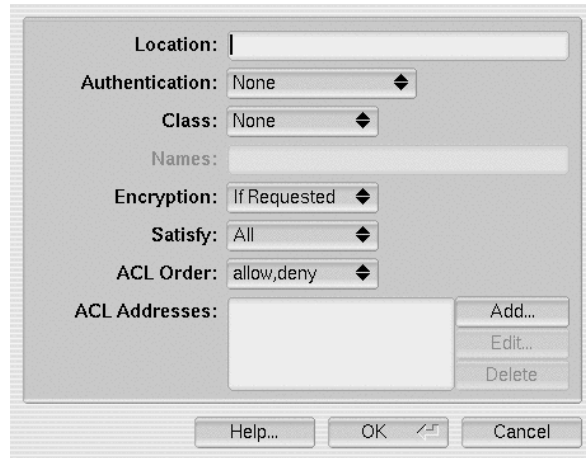 Location:
Authentication: None
Class: None
Names:
Encryption: If Requested
Satisfy: All
ACL Order: allow,deny
ACL Addresses:
Add...
Edit...
Delete
Help... OK Cancel